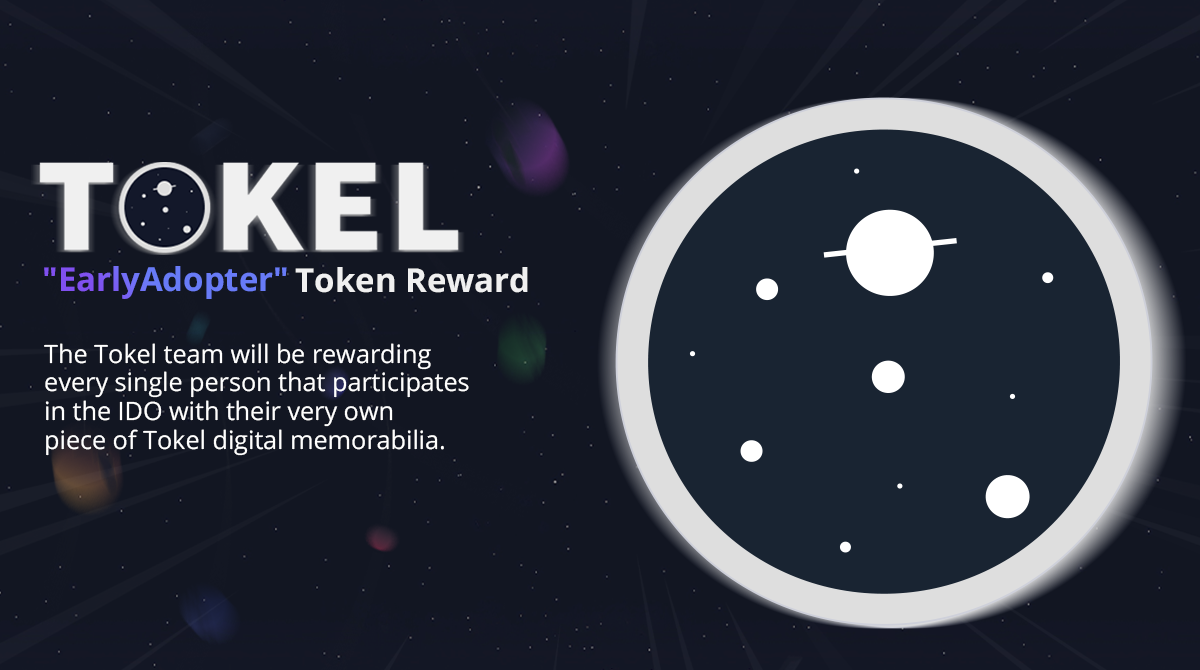 TOKEL
"EarlyAdopter" Token Reward
The Tokel team will be rewarding
every single person that participates
in the IDO with their very own
piece of Tokel digital memorabilia.